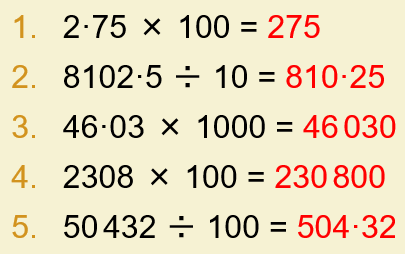 1. 2·75 × 100 = 275
2. 8102·5 ÷ 10 = 810·25
3. 46·03 × 1000 = 46 030
4. 2308 × 100 = 230 800
5. 50 432 ÷ 100 = 504·32